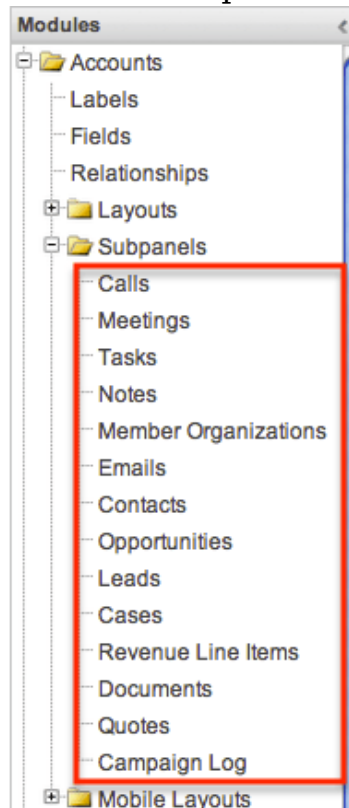 Modules
Accounts
Labels
Fields
Relationships
Layouts
Subpanels
Calls
Meetings
Tasks
Notes
Member Organizations
Emails
Contacts
Opportunities
Leads
Cases
Revenue Line Items
Documents
Quotes
Campaign Log
Mobile Layouts